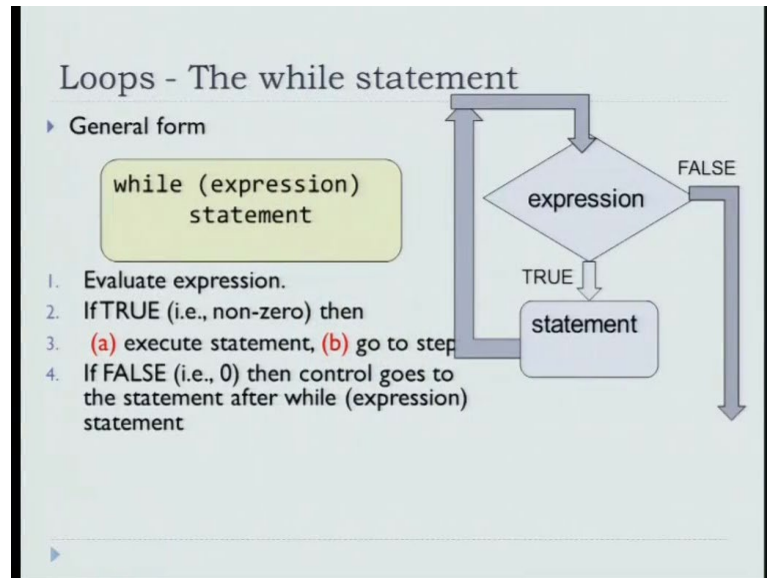 Loops - The while statement
General form
while (expression)
statement
1. Evaluate expression.
2. If TRUE (i.e., non-zero) then
3. (a) execute statement, (b) go to step
4. If FALSE (i.e., 0) then control goes to
the statement after while (expression)
statement
expression
FALSE
TRUE
statement